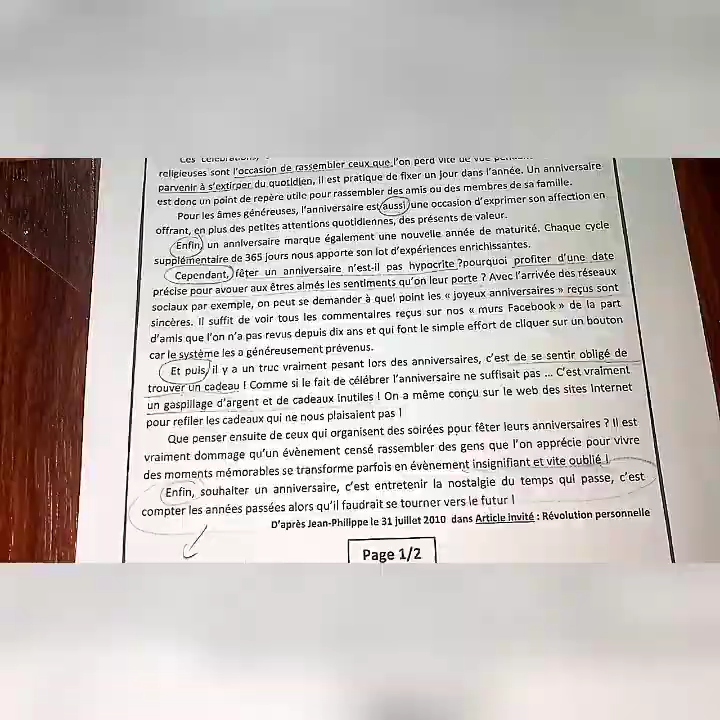 religieuses sont l'occasion de rassembler ceux que l'on perd vite de vue
parvenir à s'extirper du quotidien, il est pratique de fixer un jour dans l'année. Un anniversaire
est donc un point de repère utile pour rassembler des amis ou des membres de sa famille.
Pour les âmes généreuses, l'anniversaire est aussi une occasion d'exprimer son affection en
offrant, en plus des petites attentions quotidiennes, des présents de valeur.
Enfin, un anniversaire marque également une nouvelle année de maturité. Chaque cycle
supplémentaire de 365 jours nous apporte son lot d'expériences enrichissantes.
Cependant, fêter un anniversaire n'est-il pas hypocrite ?pourquoi profiter d'une date
précise pour avouer aux êtres aimés les sentiments qu'on leur porte ? Avec l'arrivée des réseaux
sociaux par exemple, on peut se demander à quel point les « joyeux anniversaires » reçus sont
sincères. Il suffit de voir tous les commentaires reçus sur nos « murs Facebook » de la part
d'amis que l'on n'a pas revus depuis dix ans et qui font le simple effort de cliquer sur un bouton
car le système les a généreusement prévenus.
Et puis, il y a un truc vraiment pesant lors des anniversaires, c'est de se sentir obligé de
trouver un cadeau ! Comme si le fait de célébrer l'anniversaire ne suffisait pas ... C'est vraiment
un gaspillage d'argent et de cadeaux inutiles ! On a même conçu sur le web des sites Internet
pour refiler les cadeaux qui ne nous plaisaient pas !
Que penser ensuite de ceux qui organisent des soirées pour fêter leurs anniversaires ? Il est
vraiment dommage qu'un évènement censé rassembler des gens que l'on apprécie pour vivre
des moments mémorables se transforme parfois en évènement insignifiant et vite oublié !
Enfin, souhaiter un anniversaire, c'est entretenir la nostalgie du temps qui passe, c'est
compter les années passées alors qu'il faudrait se tourner vers le futur !
D'après Jean-Philippe le 31 juillet 2010 dans Article invité : Révolution personnelle
Page 1/2